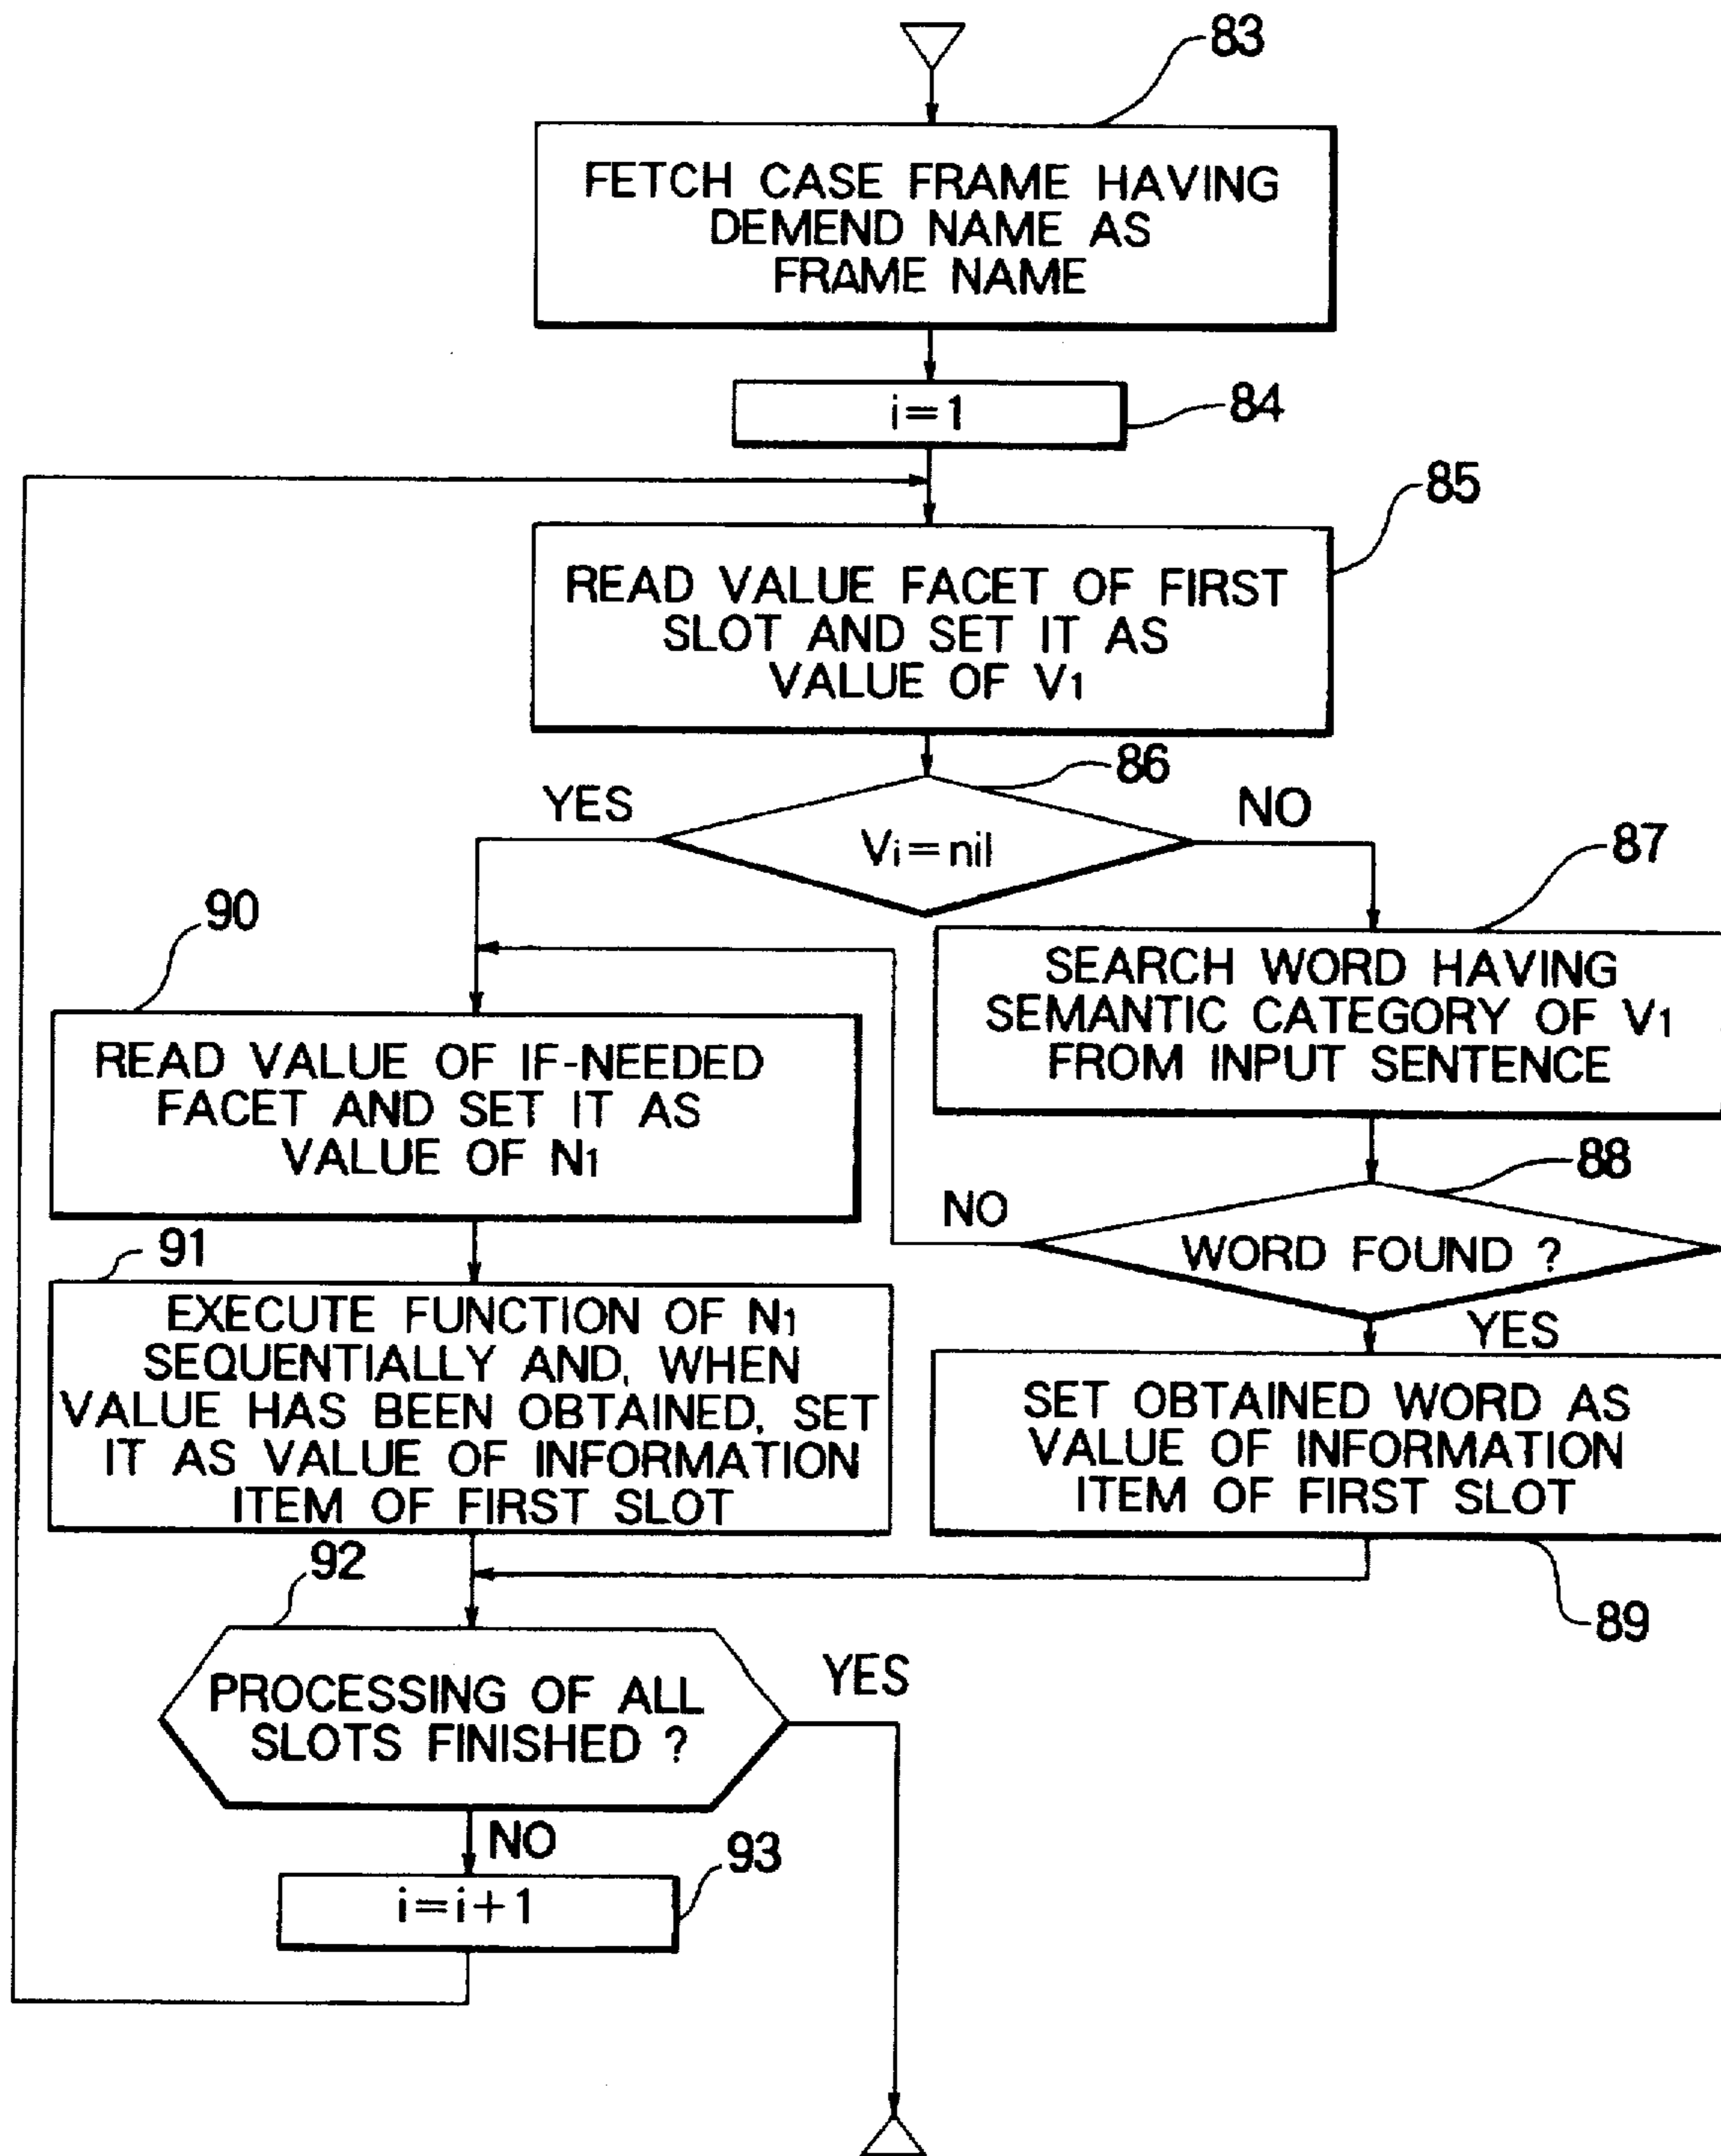 83
FETCH CASE FRAME HAVING
DEMEND NAME AS
FRAME NAME
i=1
84
85
READ VALUE FACET OF FIRST
SLOT AND SET IT AS
VALUE OF V1
86
YES
NO
Vi=nil
87
90
SEARCH WORD HAVING
SEMANTIC CATEGORY OF V1
FROM INPUT SENTENCE
READ VALUE OF IF-NEEDED
FACET AND SET IT AS
VALUE OF N1
88
NO
WORD FOUND ?
YES
91
EXECUTE FUNCTION OF N1
SEQUENTIALLY AND, WHEN
VALUE HAS BEEN OBTAINED, SET
IT AS VALUE OF INFORMATION
ITEM OF FIRST SLOT
SET OBTAINED WORD AS
VALUE OF INFORMATION
ITEM OF FIRST SLOT
89
92
PROCESSING OF ALL
SLOTS FINISHED ?
YES
NO
93
i=i+1